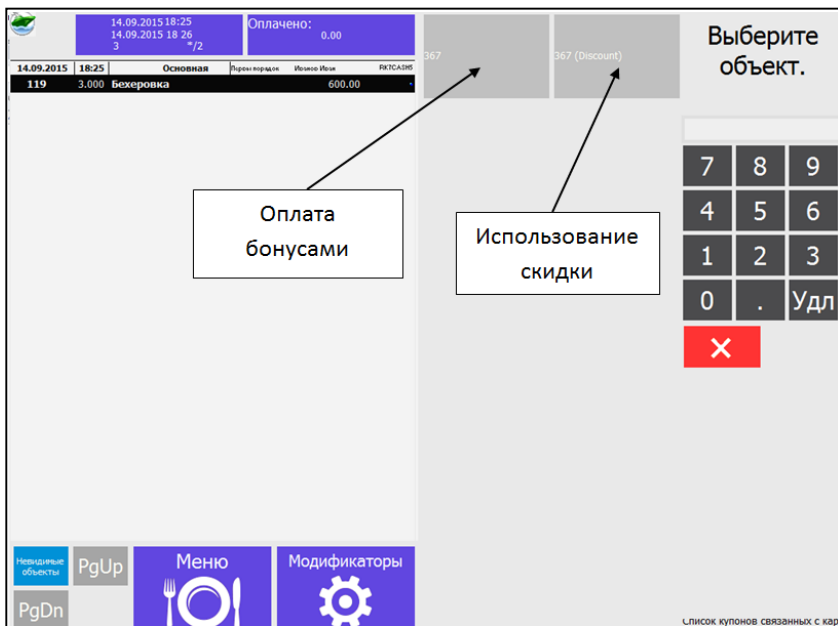 14.09.2015 18:25
14.09.2015 18 26
3 */2
Оплачено:
0.00
14.09.2015 18:25 Основная
119 3.000 Бехеровка 600.00
367
367 (Discount)
Выберите
объект.
Оплата
бонусами
Использование
скидки
7 8 9
4 5 6
1 2 3
0 . Удл
Невидимые
объекты
PgUp
Меню
Модификаторы
PgDn
Список купонов связанных с кар